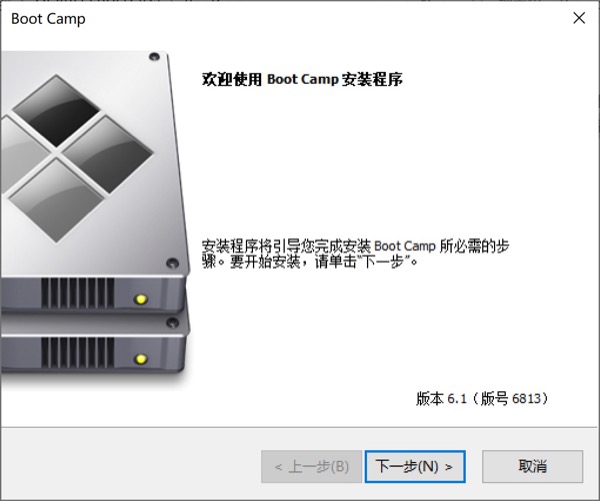 Boot Camp
欢迎使用 Boot Camp 安装程序
安装程序将引导您完成安装 Boot Camp 所必需的步
骤。要开始安装，请单击“下一步”。
版本 6.1（版号 6813）
< 上一步(B)
下一步(N) >
取消